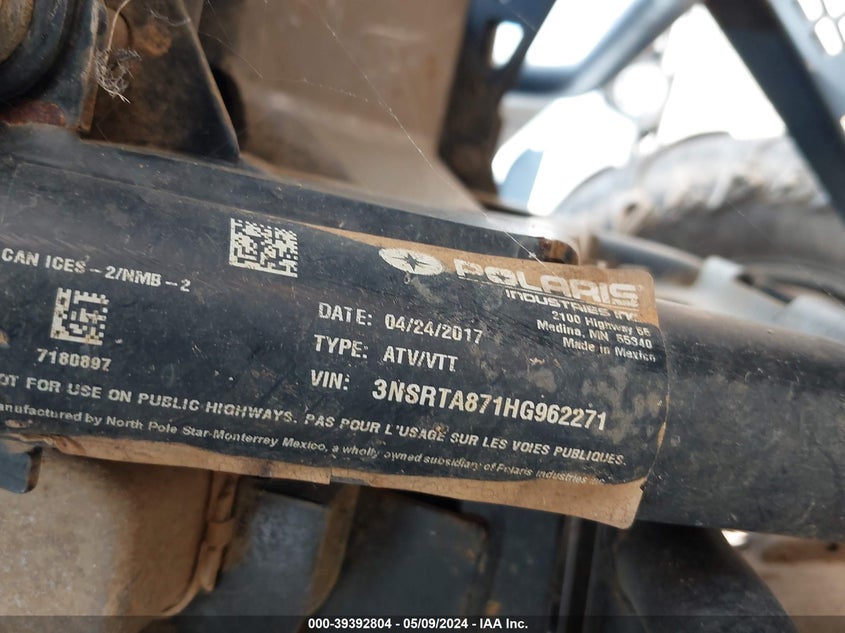 CAN ICES - 2/NMB - 2
POLARIS
INDUSTRIES
2100 Highway 55
Medina, MN 55340
Made in Mexico
7180897
DATE: 04/24/2017
TYPE: ATV/VTT
VIN: 3NSRTA871HG962271
NOT FOR USE ON PUBLIC HIGHWAYS. PAS POUR L'USAGE SUR LES VOIES PUBLIQUES.
anufactured by North Pole Star-Monterrey Mexico, a wholly owned subsidiary of Polaris Industries Inc.
000-39392804 - 05/09/2024 - IAA Inc.